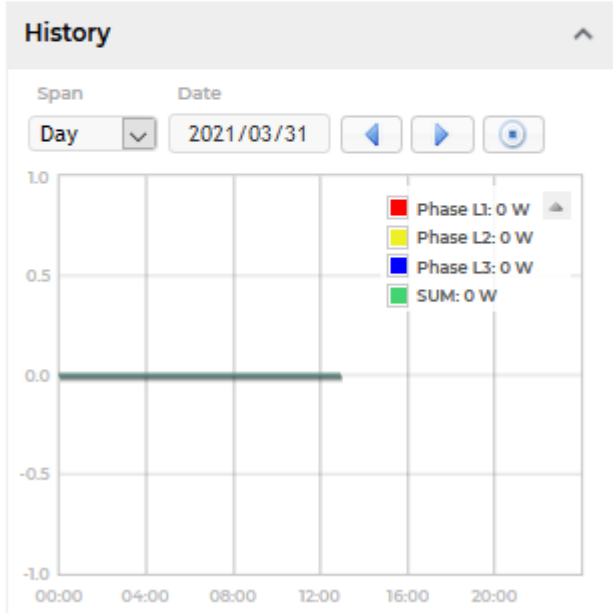 History
Span Date
Day 2021/03/31
1.0
Phase L1: 0 W
Phase L2: 0 W
0.5
Phase L3: 0 W
SUM: 0 W
0.0
-0.5
-1.0
00:00 04:00 08:00 12:00 16:00 20:00